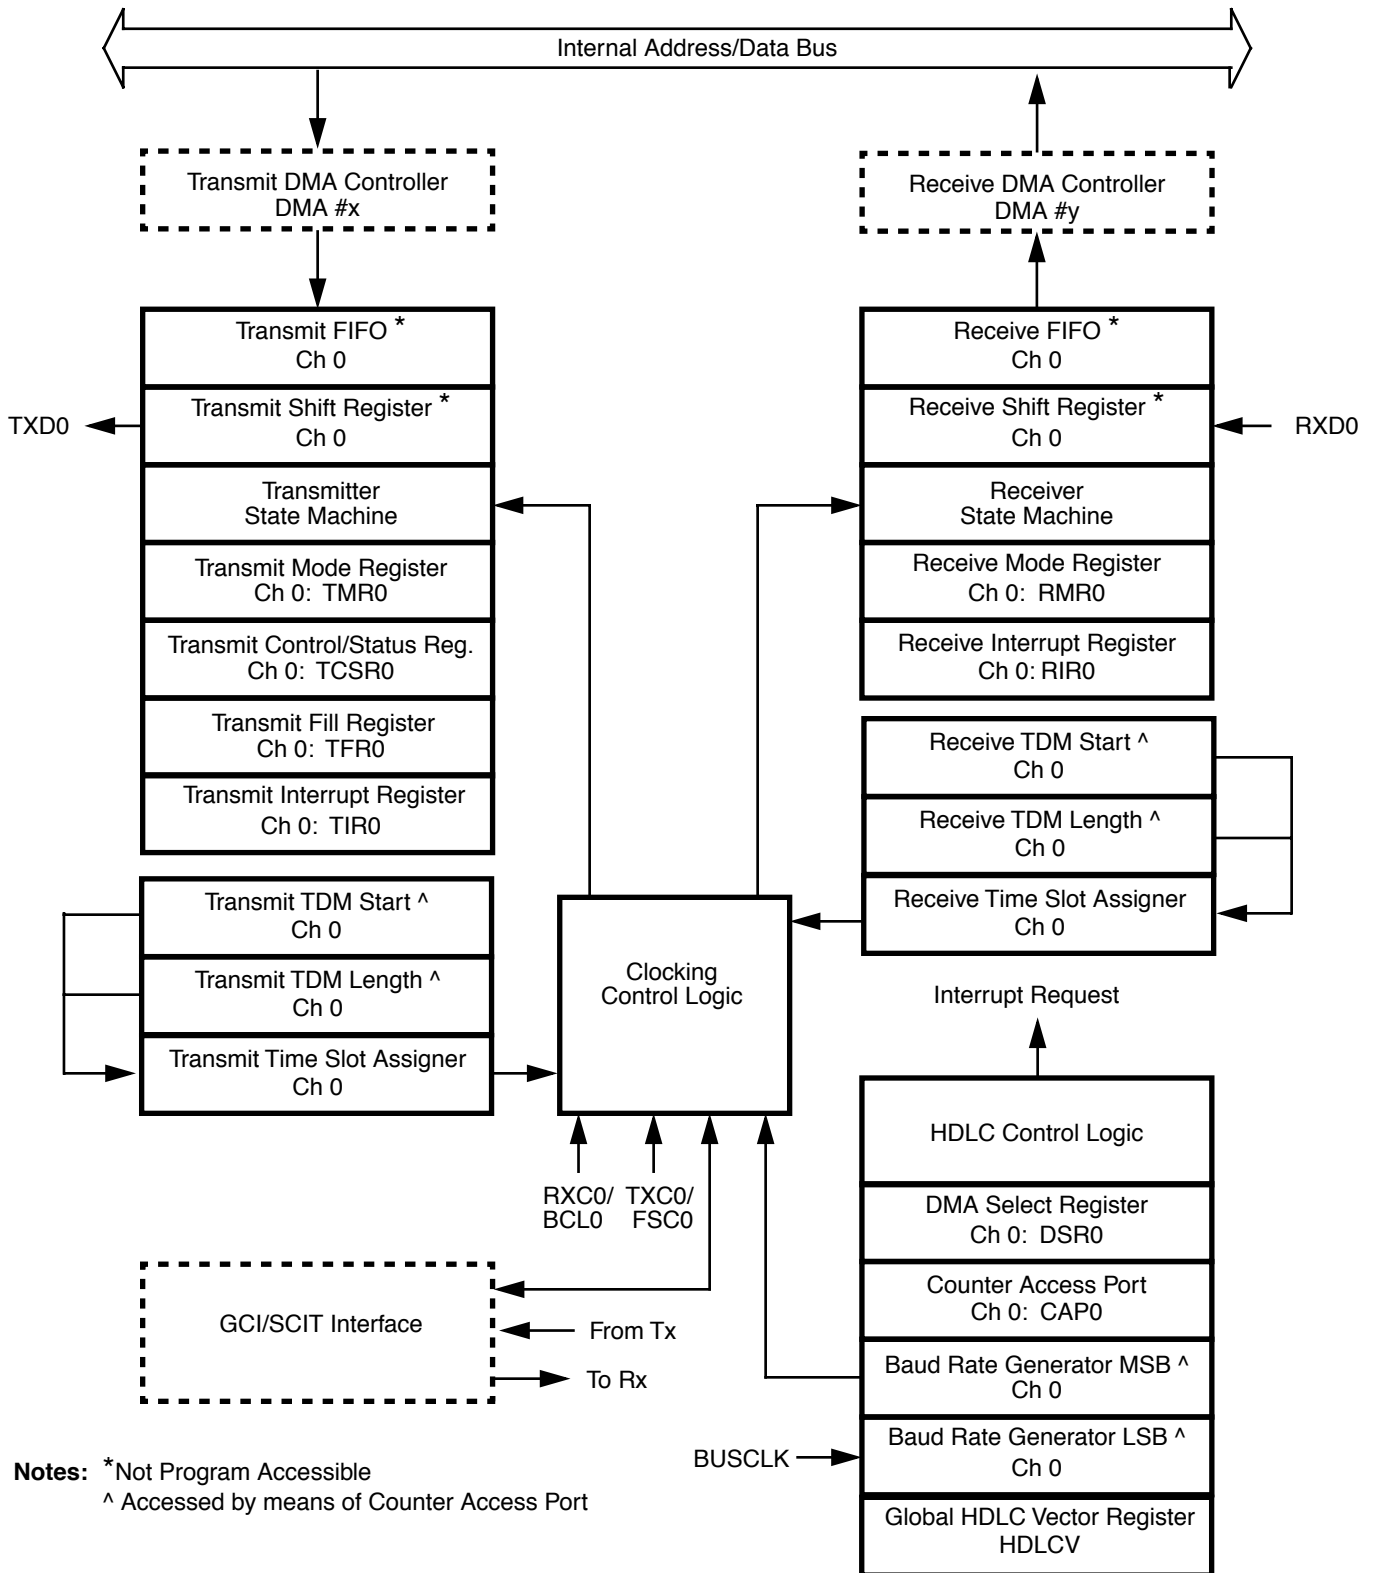 Internal Address/Data Bus
Transmit DMA Controller
DMA #x
Receive DMA Controller
DMA #y
Transmit FIFO *
Ch 0
Transmit Shift Register *
Ch 0
TXD0
Transmitter
State Machine
Transmit Mode Register
Ch 0: TMR0
Transmit Control/Status Reg.
Ch 0: TCSR0
Transmit Fill Register
Ch 0: TFR0
Transmit Interrupt Register
Ch 0: TIR0
Receive FIFO *
Ch 0
Receive Shift Register *
Ch 0
RXD0
Receiver
State Machine
Receive Mode Register
Ch 0: RMR0
Receive Interrupt Register
Ch 0: RIR0
Receive TDM Start ^
Ch 0
Receive TDM Length ^
Ch 0
Receive Time Slot Assigner
Ch 0
Transmit TDM Start ^
Ch 0
Transmit TDM Length ^
Ch 0
Transmit Time Slot Assigner
Ch 0
Clocking
Control Logic
RXC0/
BCL0
TXC0/
FSC0
Interrupt Request
HDLC Control Logic
DMA Select Register
Ch 0: DSR0
Counter Access Port
Ch 0: CAP0
Baud Rate Generator MSB ^
Ch 0
Baud Rate Generator LSB ^
Ch 0
BUSCLK
Global HDLC Vector Register
HDLCV
GCI/SCIT Interface
From Tx
To Rx
Notes: *Not Program Accessible
^ Accessed by means of Counter Access Port